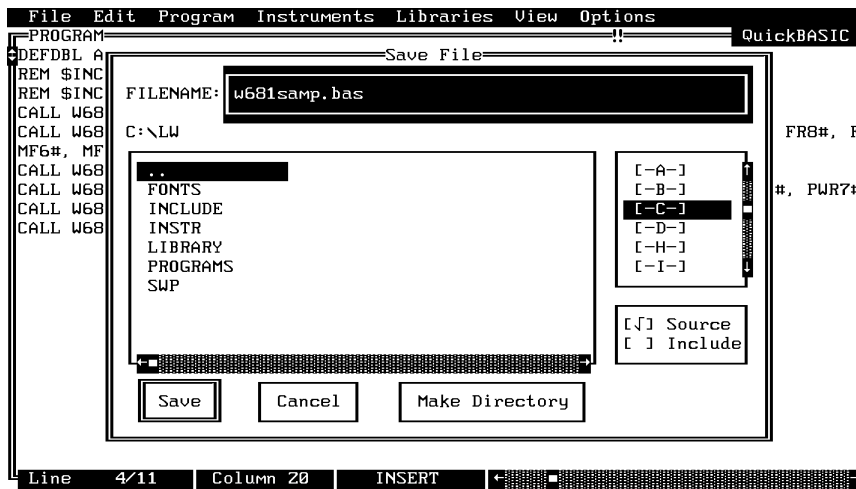 File Edit Program Instruments Libraries View Options
PROGRAM !! QuickBASIC
DEFDBL A Save File
REM $INC
REM $INC FILENAME: w681samp.bas
CALL W68
CALL W68 C:\LW FR8#, F
MF6#, MF
CALL W68 .. [-A-]
CALL W68 FONTS [-B-] #, PWR7#
CALL W68 INCLUDE [-C-]
CALL W68 INSTR [-D-]
LIBRARY [-H-]
PROGRAMS [-I-]
SWP
[√] Source
[ ] Include
Save Cancel Make Directory
Line 4/11 Column 20 INSERT